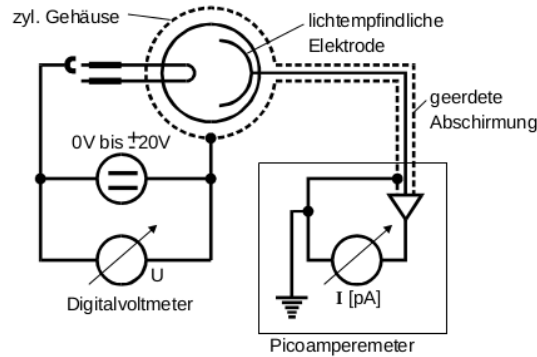 zyl. Gehäuse
lichtempfindliche
Elektrode
geerdete
Abschirmung
0V bis ±20V
U
Digitalvoltmeter
I [pA]
Picoamperemeter